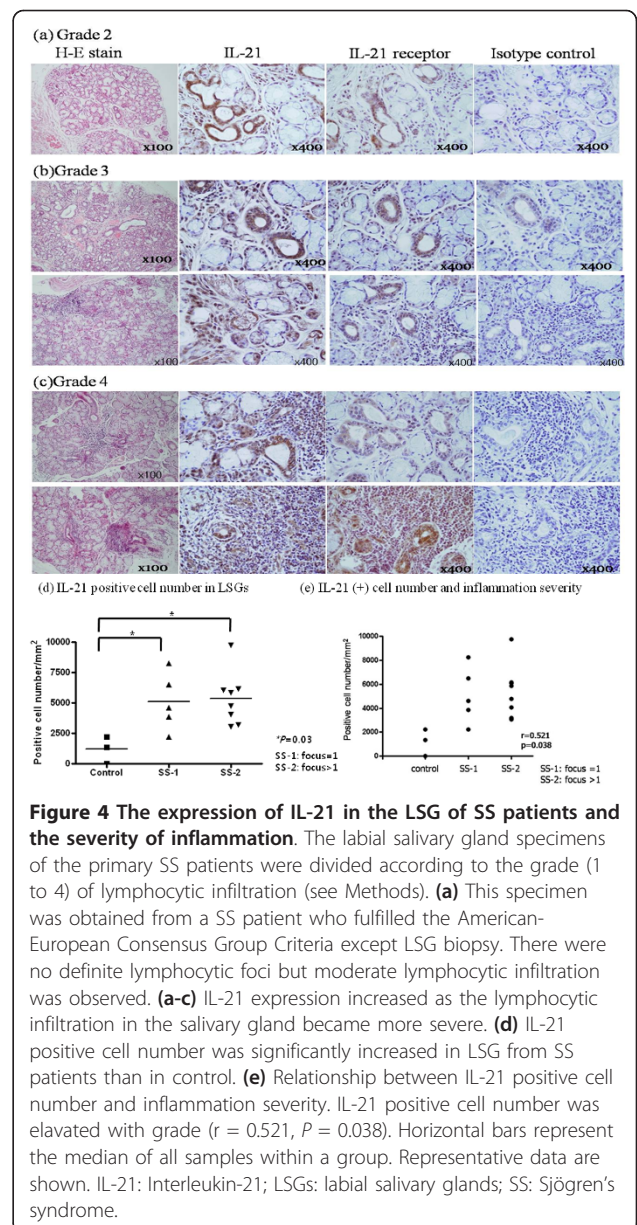 (a) Grade 2
H-E stain IL-21 IL-21 receptor Isotype control
x100 x400 x400 x400
(b) Grade 3
x100 x400 x400 x400
x100 x400 x400 x400
(c)Grade 4
x100 x400 x400 x400
x100 x400 x400 x400
(d) IL-21 positive cell number in LSGs (e) IL-21 (+) cell number and inflammation severity
Positive cell number/mm²
10000
7500
5000
2500
0
Control SS-1 SS-2
* *
*P=0.03
SS-1: focus=1
SS-2: focus>1
Positive cell number/mm²
10000
8000
6000
4000
2000
0
control SS-1 SS-2
r=0.521
p=0.038
SS-1: focus =1
SS-2: focus >1
Figure 4 The expression of IL-21 in the LSG of SS patients and
the severity of inflammation. The labial salivary gland specimens
of the primary SS patients were divided according to the grade (1
to 4) of lymphocytic infiltration (see Methods). (a) This specimen
was obtained from a SS patient who fulfilled the American-
European Consensus Group Criteria except LSG biopsy. There were
no definite lymphocytic foci but moderate lymphocytic infiltration
was observed. (a-c) IL-21 expression increased as the lymphocytic
infiltration in the salivary gland became more severe. (d) IL-21
positive cell number was significantly increased in LSG from SS
patients than in control. (e) Relationship between IL-21 positive cell
number and inflammation severity. IL-21 positive cell number was
elavated with grade (r = 0.521, P = 0.038). Horizontal bars represent
the median of all samples within a group. Representative data are
shown. IL-21: Interleukin-21; LSGs: labial salivary glands; SS: Sjögren's
syndrome.